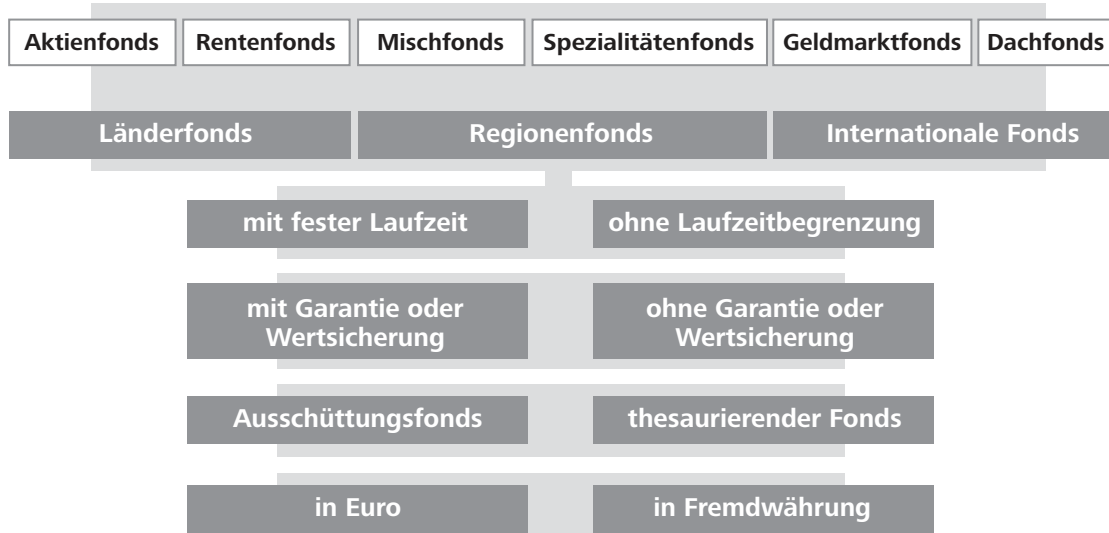 Aktienfonds Rentenfonds Mischfonds Spezialitätenfonds Geldmarktfonds Dachfonds
Länderfonds Regionenfonds Internationale Fonds
mit fester Laufzeit ohne Laufzeitbegrenzung
mit Garantie oder ohne Garantie oder
Wertsicherung Wertsicherung
Ausschüttungsfonds thesaurierender Fonds
in Euro in Fremdwährung